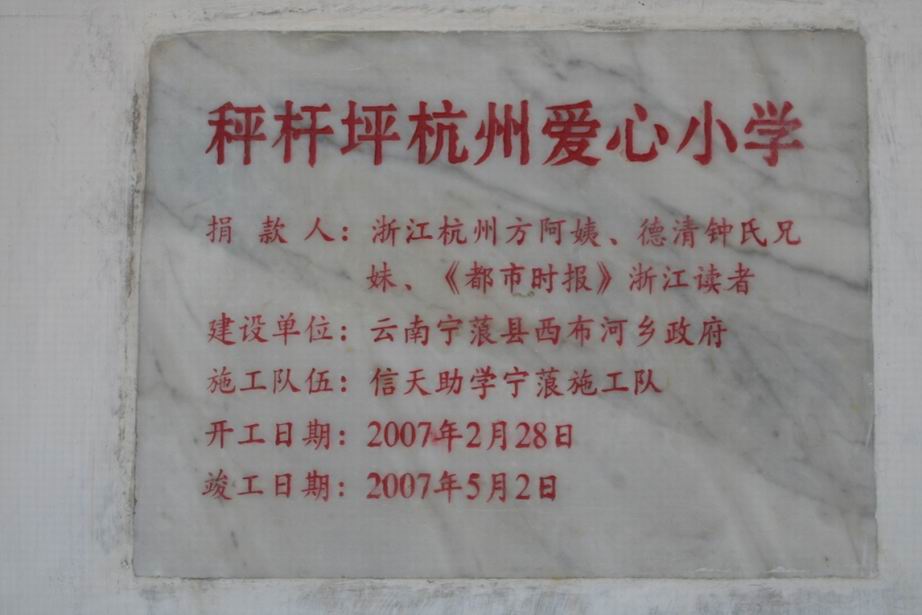 秤杆坪杭州爱心小学
捐 款 人：浙江杭州方阿姨、德清钟氏兄
妹、《都市时报》浙江读者
建设单位：云南宁蒗县西布河乡政府
施工队伍：信天助学宁蒗施工队
开工日期：2007年2月28日
竣工日期：2007年5月2日